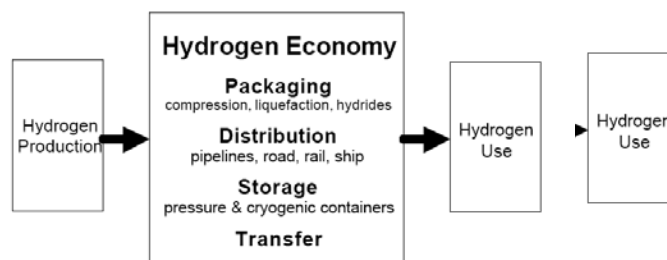 Hydrogen
Production
Hydrogen Economy
Packaging
compression, liquefaction, hydrides
Distribution
pipelines, road, rail, ship
Storage
pressure & cryogenic containers
Transfer
Hydrogen
Use
Hydrogen
Use